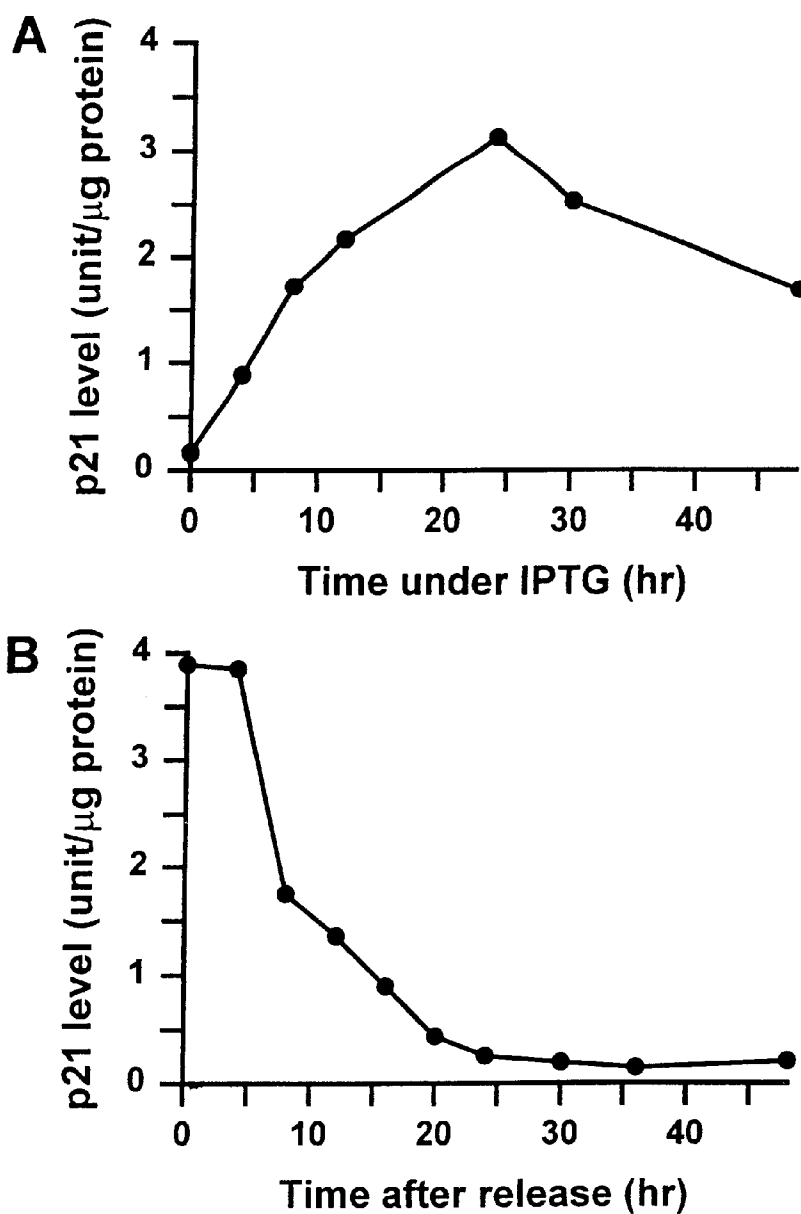 A
p21 level (unit/µg protein)
4
3
2
1
0
0 10 20 30 40
Time under IPTG (hr)
B
p21 level (unit/µg protein)
4
3
2
1
0
0 10 20 30 40
Time after release (hr)